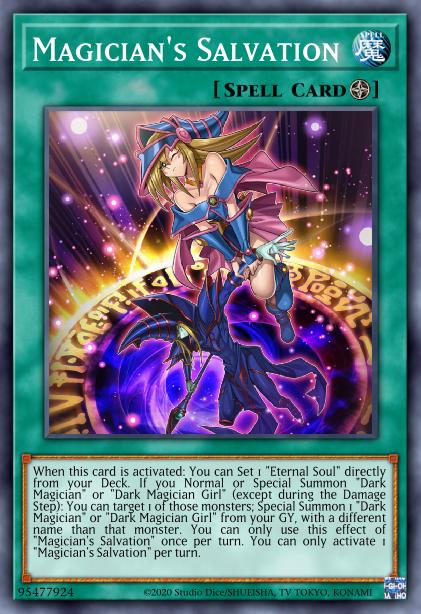 Magician's Salvation
SPELL
魔
[Spell Card]
When this card is activated: You can Set 1 "Eternal Soul" directly
from your Deck. If you Normal or Special Summon "Dark
Magician" or "Dark Magician Girl" (except during the Damage
Step): You can target 1 of those monsters; Special Summon 1 "Dark
Magician" or "Dark Magician Girl" from your GY, with a different
name than that monster. You can only use this effect of
"Magician's Salvation" once per turn. You can only activate 1
"Magician's Salvation" per turn.
95477924
©2020 Studio Dice/SHUEISHA, TV TOKYO, KONAMI